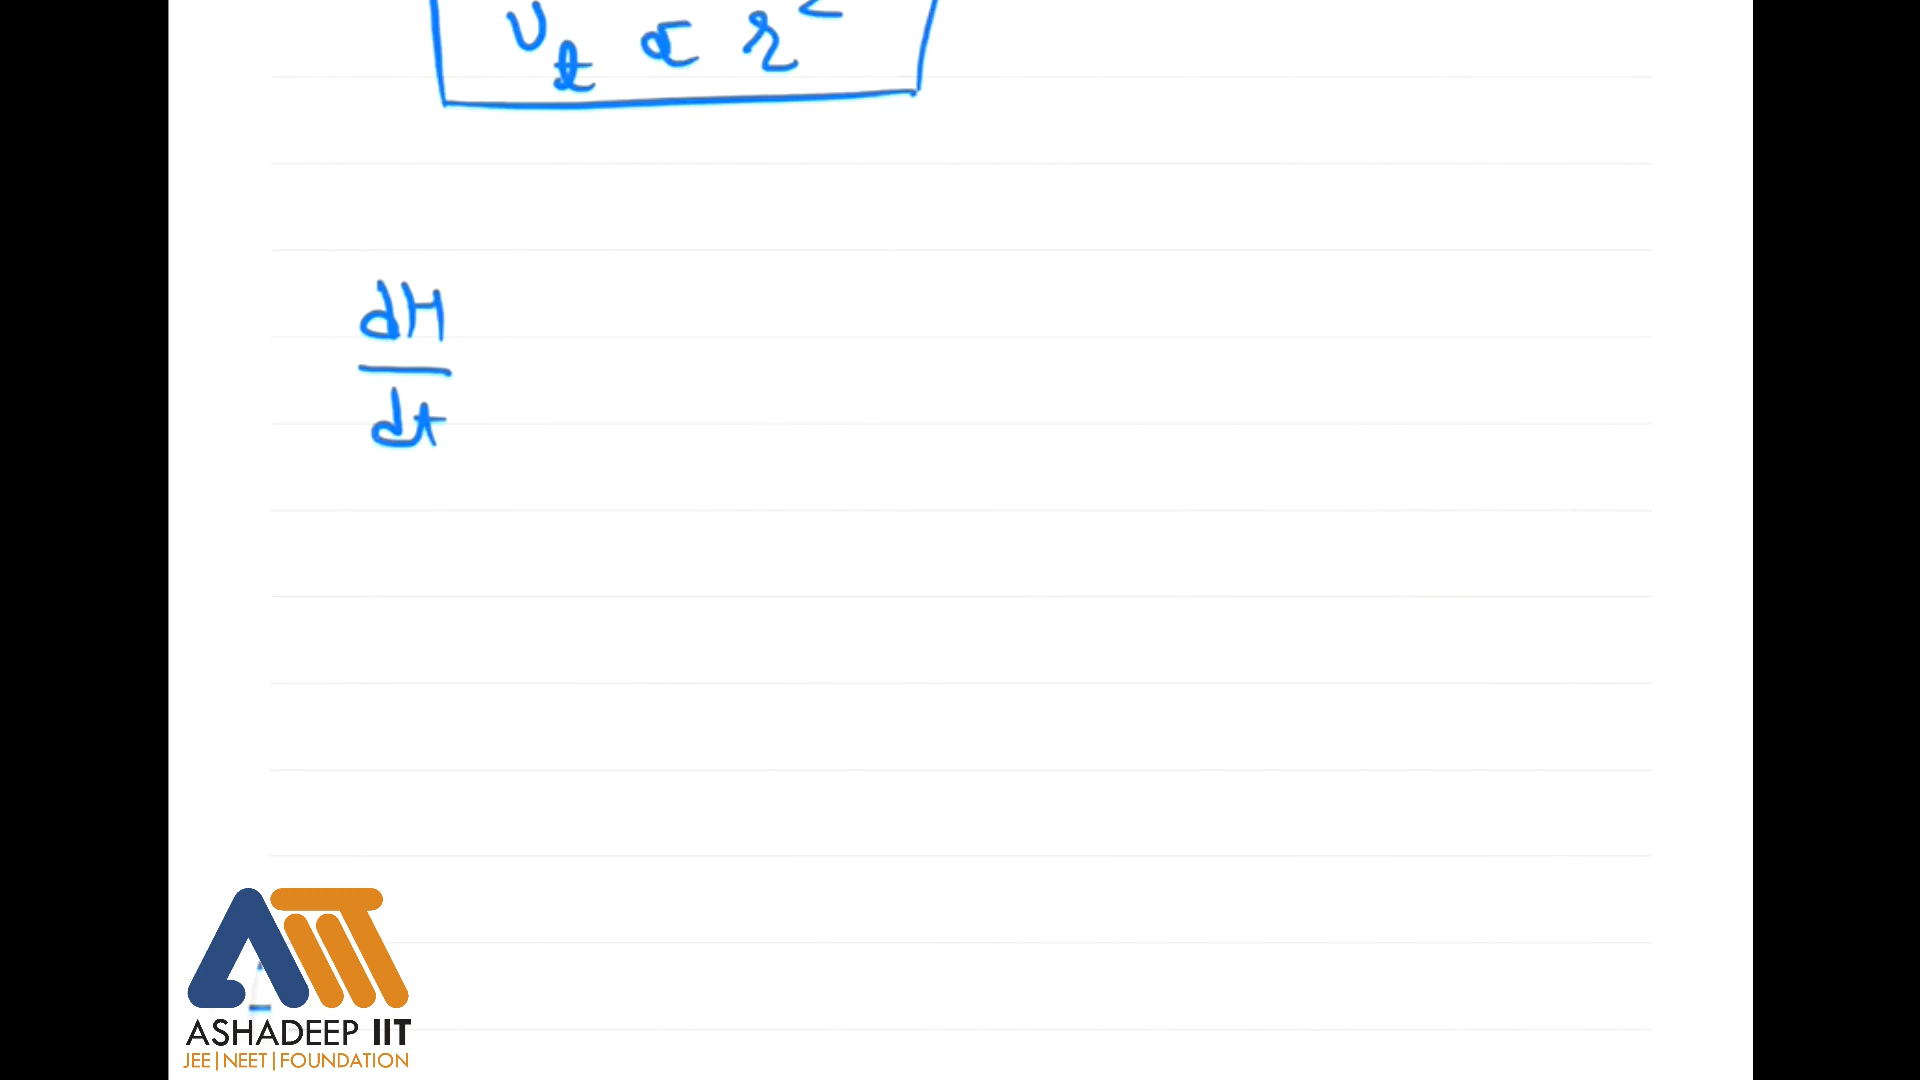 v_t ∝ r²
dH
dt
ASHADEEP IIT
JEE|NEET|FOUNDATION